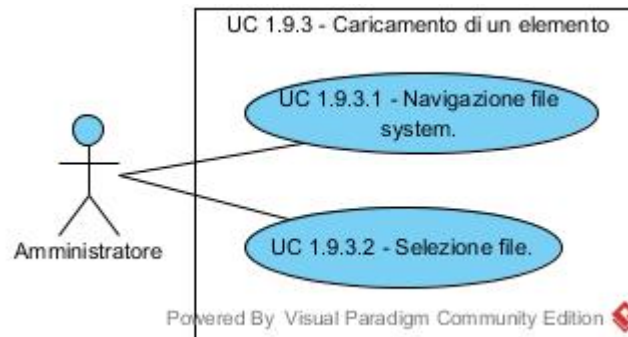 UC 1.9.3 - Caricamento di un elemento
UC 1.9.3.1 - Navigazione file
system.
Amministratore
UC 1.9.3.2 - Selezione file.
Powered By Visual Paradigm Community Edition